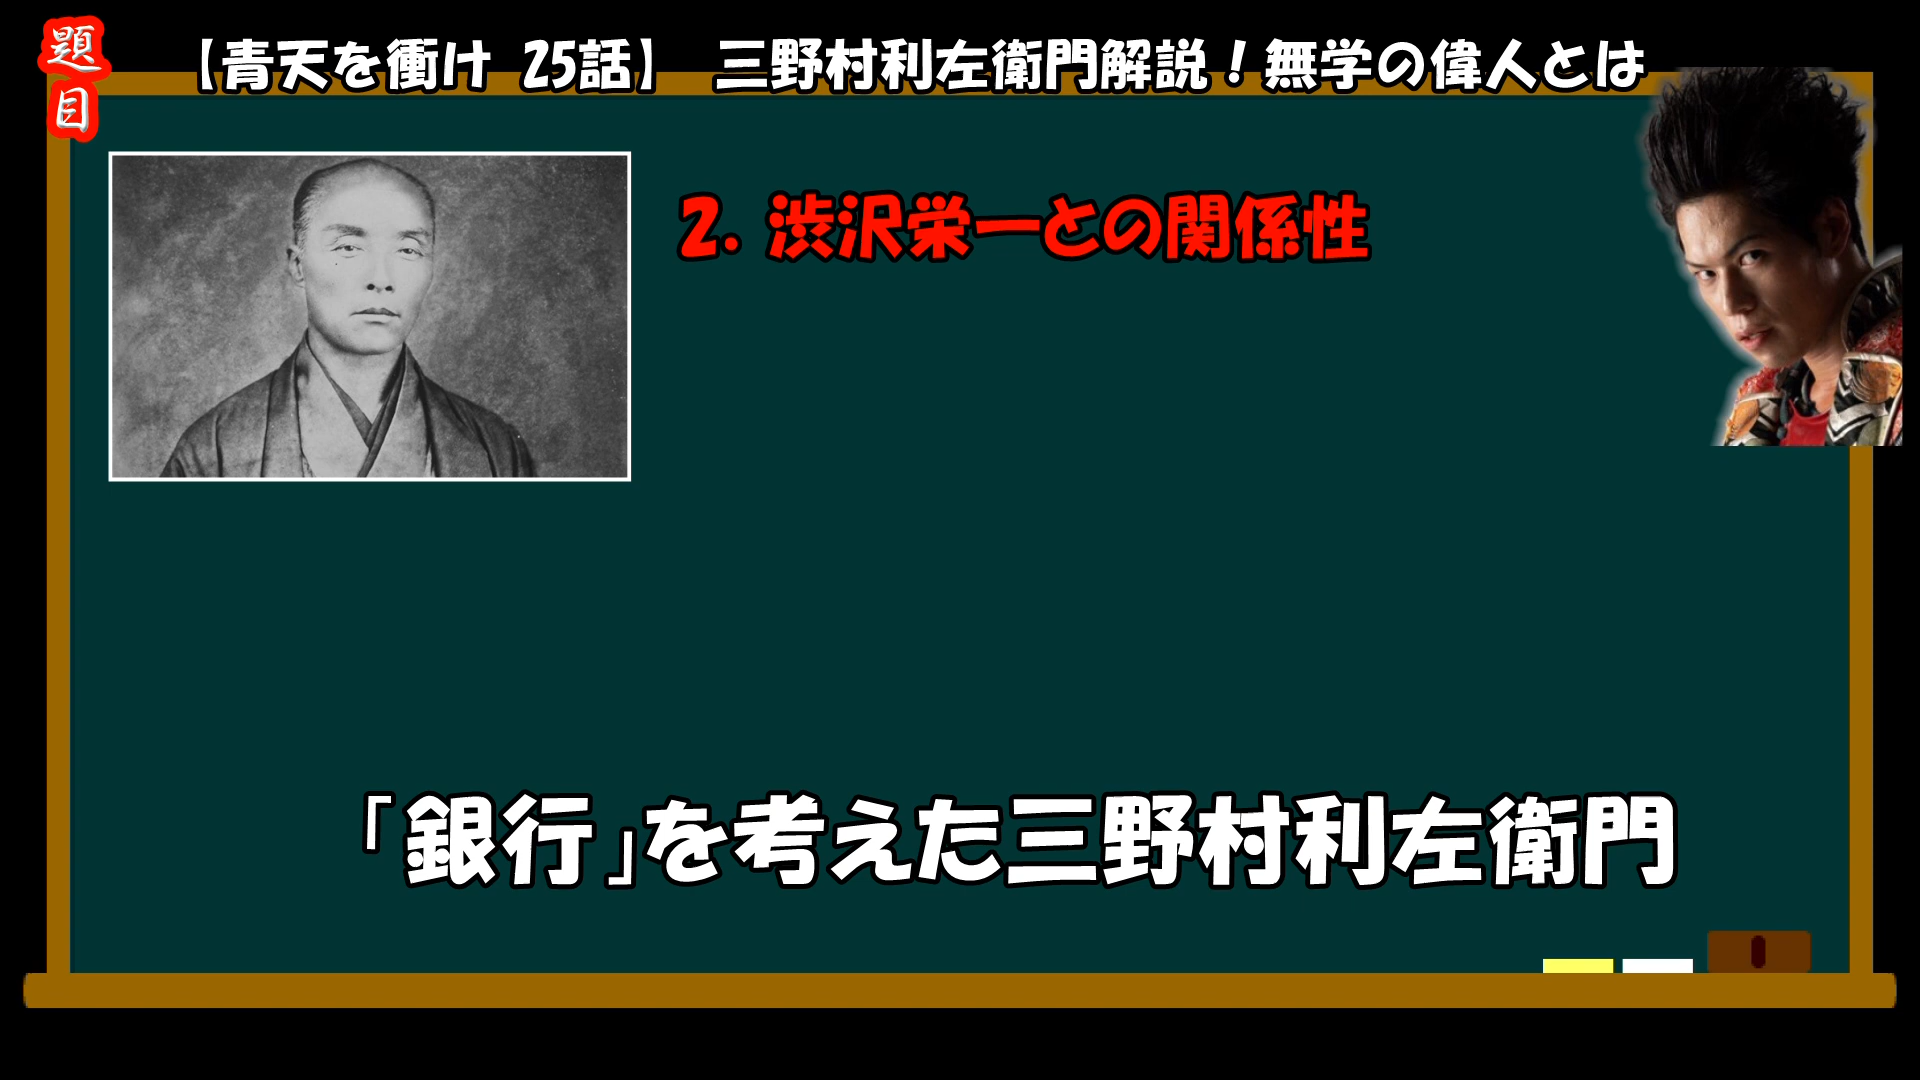 題目
【青天を衝け 25話】 三野村利左衛門解説!無学の偉人とは
2. 渋沢栄一との関係性
「銀行」を考えた三野村利左衛門